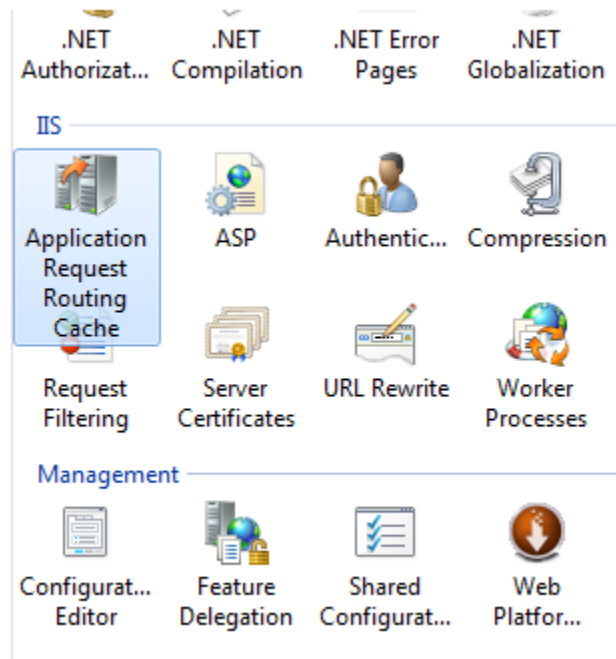 .NET Authorizat...
.NET Compilation
.NET Error Pages
.NET Globalization
IIS
Application Request Routing Cache
ASP
Authentic...
Compression
Request Filtering
Server Certificates
URL Rewrite
Worker Processes
Management
Configurat... Editor
Feature Delegation
Shared Configurat...
Web Platfor...